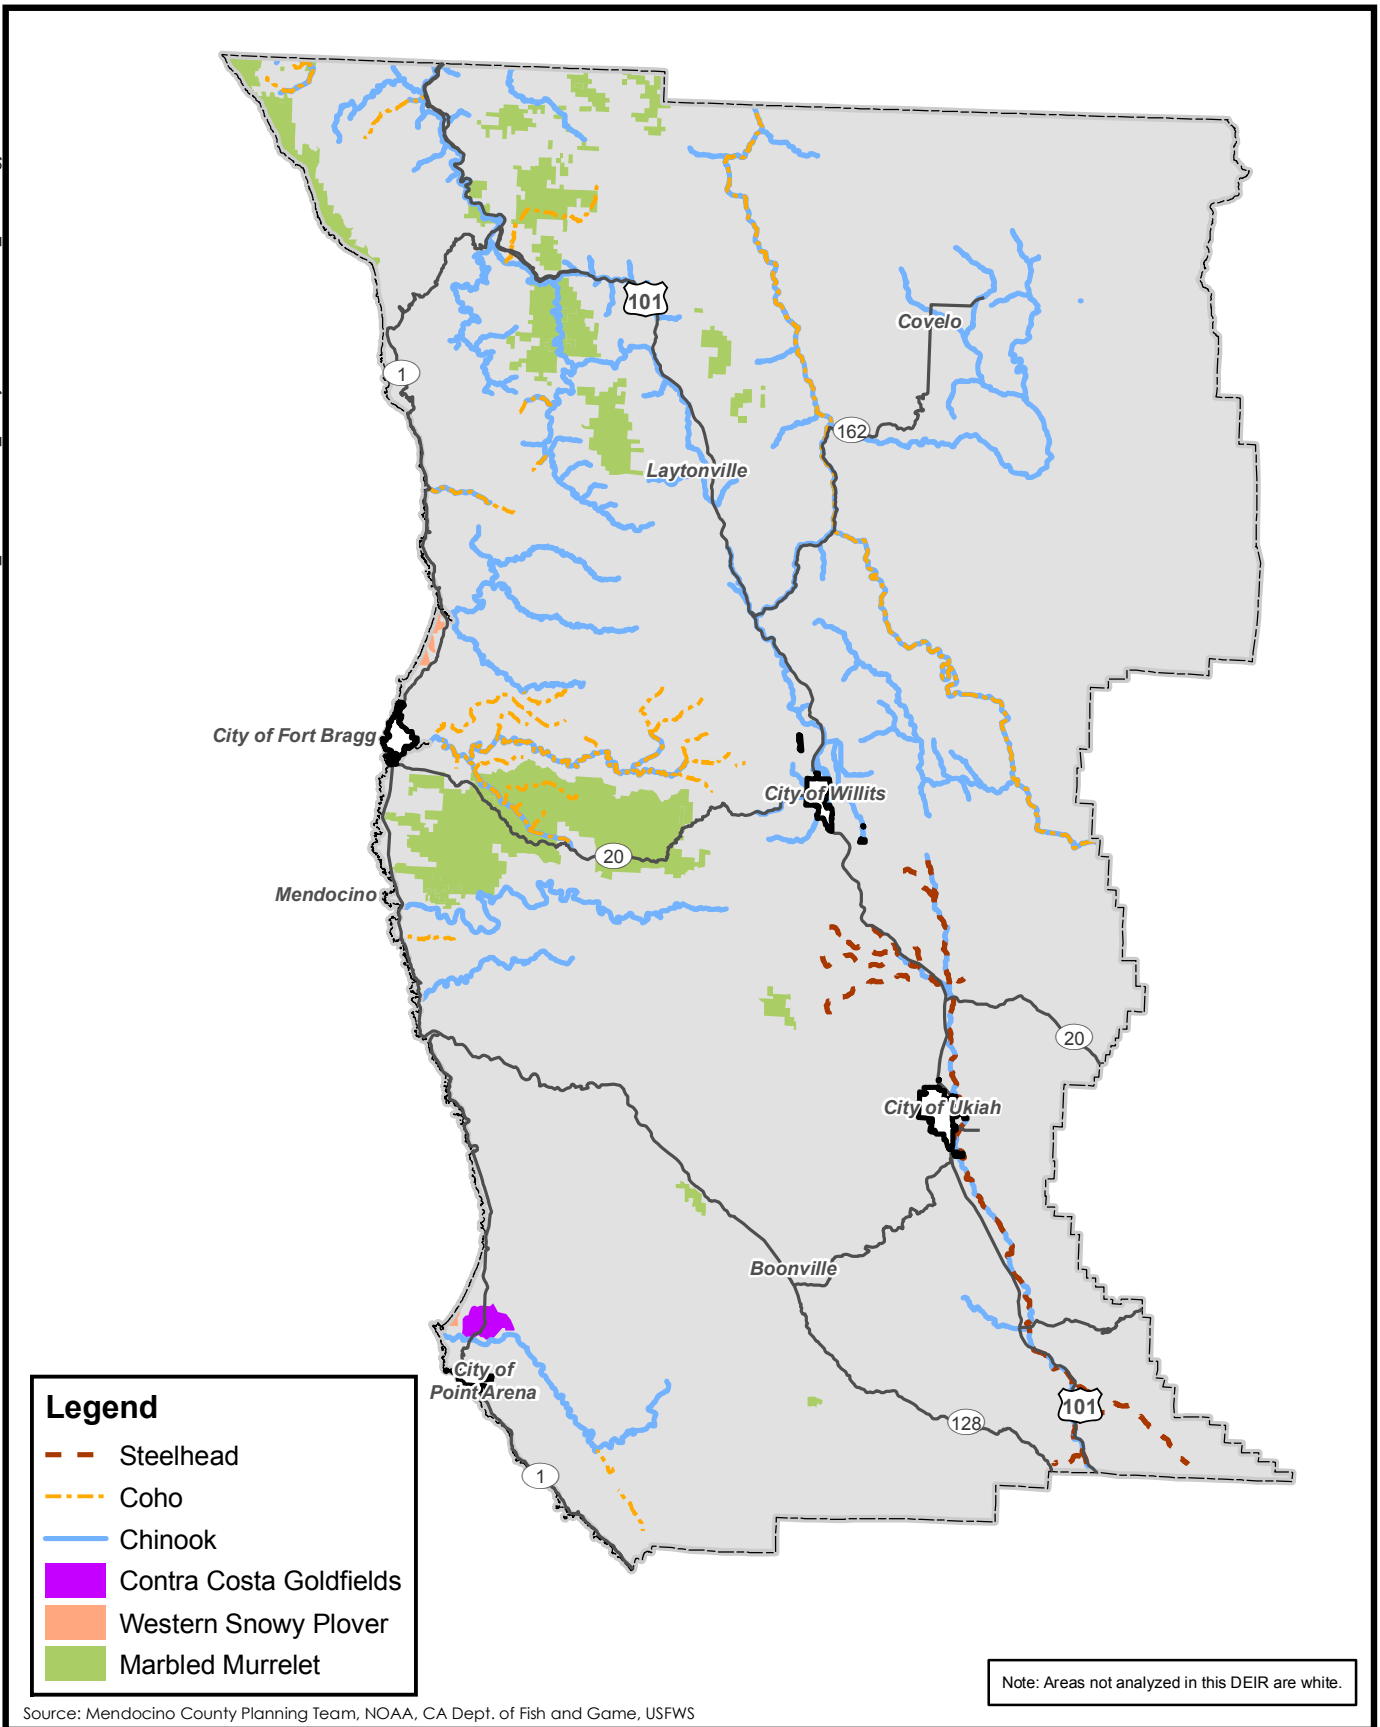 101
Covelo
1
162
Laytonville
City of Fort Bragg
City of Willits
20
Mendocino
20
City of Ukiah
Boonville
City of
Point Arena
101
128
1
Legend
Steelhead
Coho
Chinook
Contra Costa Goldfields
Western Snowy Plover
Marbled Murrelet
Note: Areas not analyzed in this DEIR are white.
Source: Mendocino County Planning Team, NOAA, CA Dept. of Fish and Game, USFWS